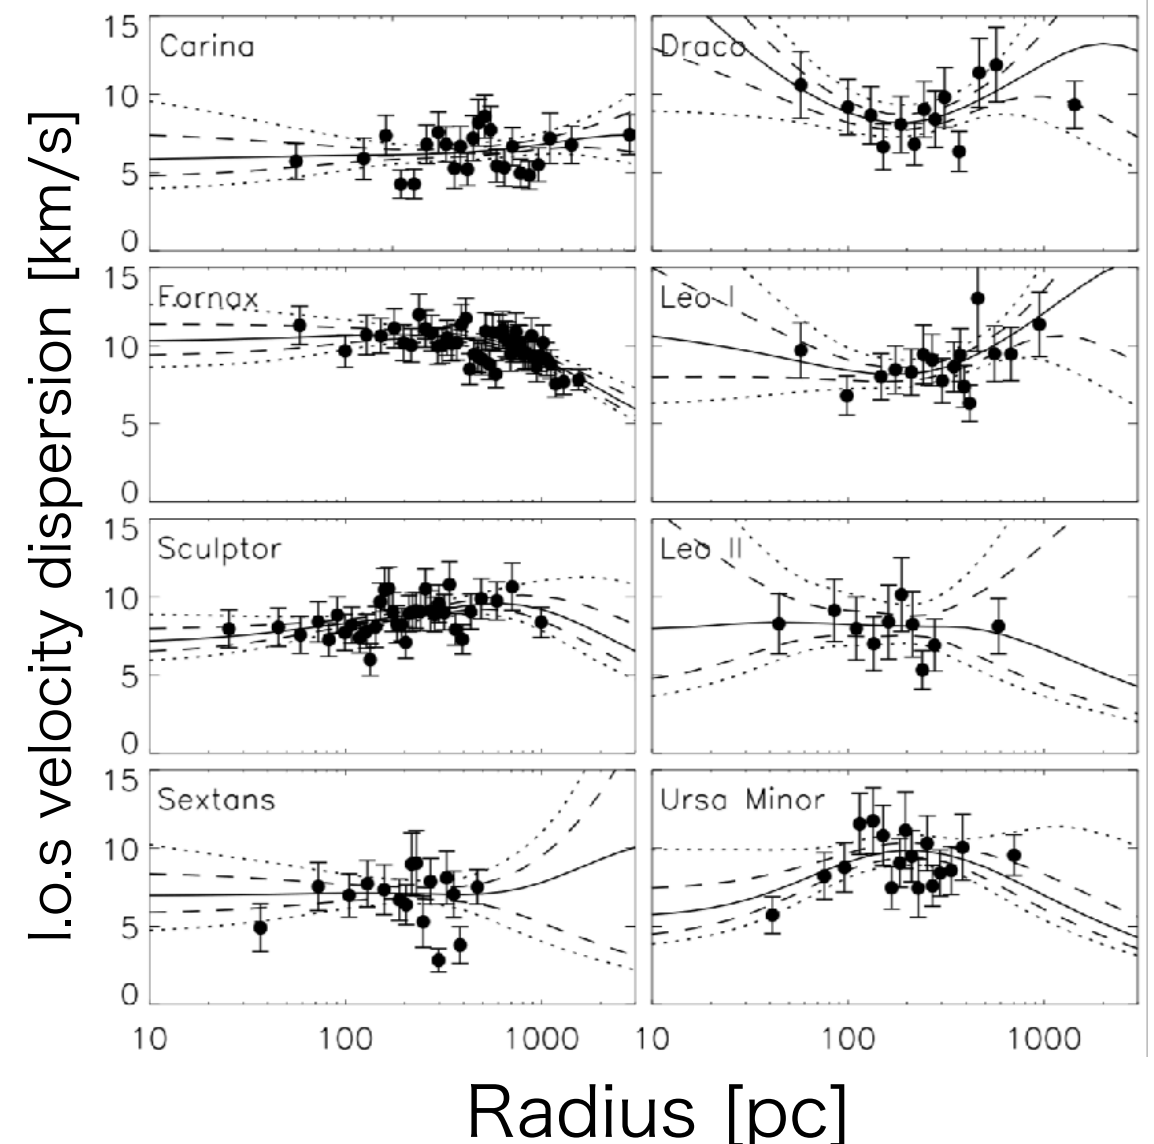 15
Carina
Draco
10
5
0
15
Fornax
Leo I
10
5
0
15
Sculptor
Leo II
10
5
0
15
Sextans
Ursa Minor
10
5
0
10 100 1000 10 100 1000
l.o.s velocity dispersion [km/s]
Radius [pc]